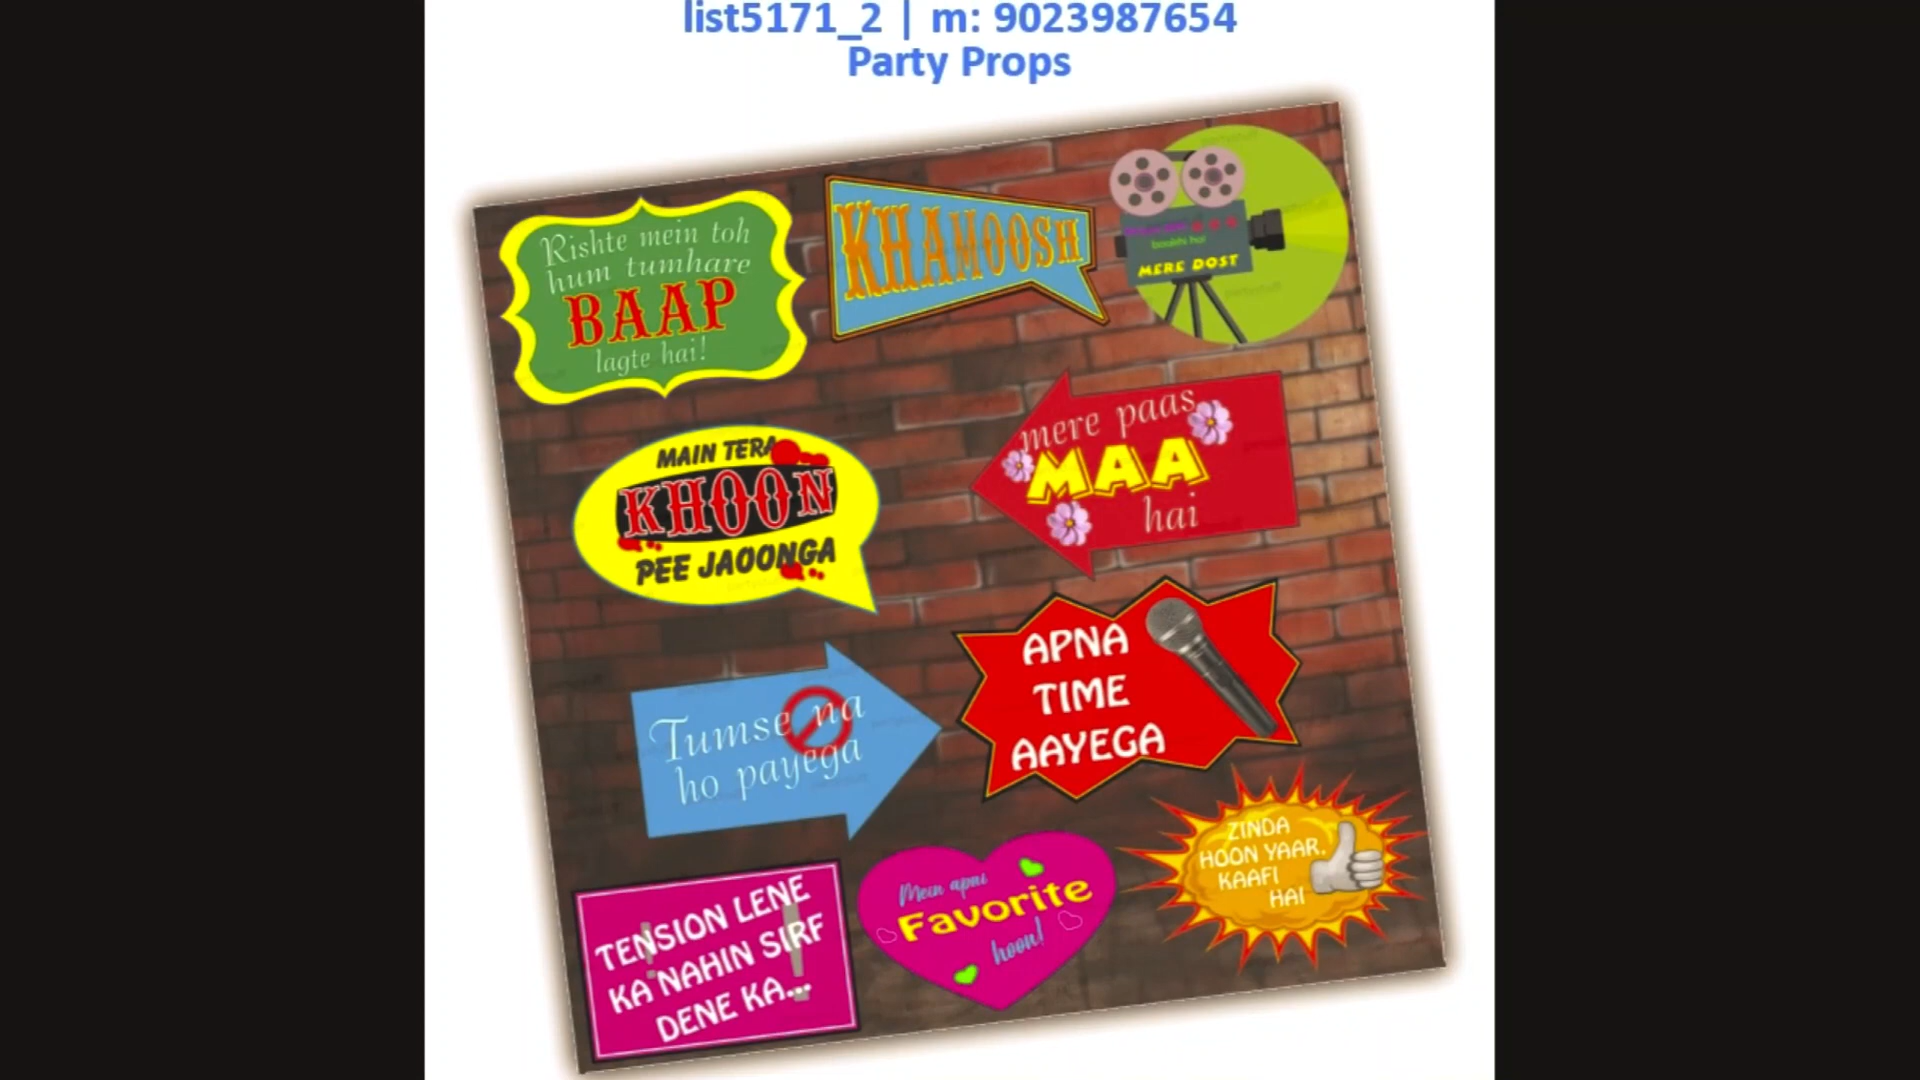 list5171_2 | m: 9023987654
Party Props
Rishte mein toh
hum tumhare
BAAP
lagte hai!
KHAMOOSH
baukhi hai
MERE DOST
MAIN TERA
KHOON
PEE JAOONGA
mere paas
MAA
hai
Tumse na
ho payega
APNA
TIME
AAYEGA
TENSION LENE
KA NAHIN SIRF
DENE KA...
Mein apni
Favorite
hoon!
ZINDA
HOON YAAR,
KAAFI
HAI